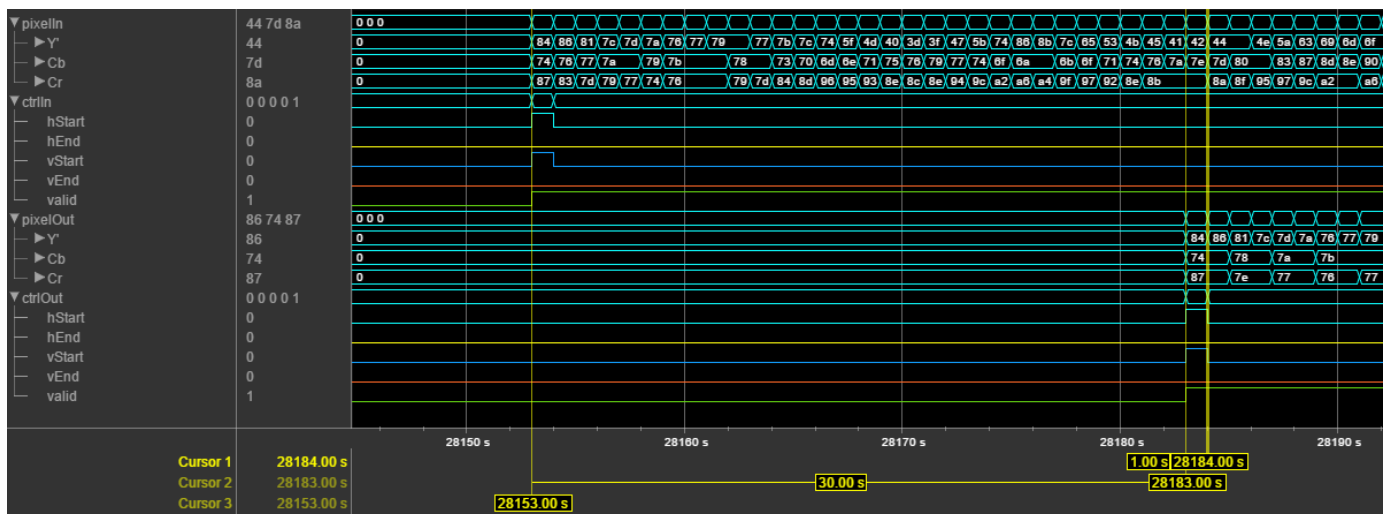 ▼ pixelIn 44 7d 8a 0 0 0
▶ Y' 44 0 84 86 81 7c 7d 7a 76 77 79 77 7b 7c 74 5f 4d 40 3d 3f 47 5b 74 86 8b 7c 65 53 4b 45 41 42 44 4e 5a 63 69 6d 6f
▶ Cb 7d 0 74 76 77 7a 79 7b 78 73 70 6d 6e 71 75 76 79 77 74 6f 6a 6b 6f 71 74 76 7a 7e 7d 80 83 87 8d 8e 90
▶ Cr 8a 0 87 83 7d 79 77 74 76 79 7d 84 8d 96 95 93 8e 8c 8e 94 9c a2 a6 a4 9f 97 92 8e 8b 8a 8f 95 97 9c a2 a6
▼ ctrlIn 0 0 0 0 1
hStart 0
hEnd 0
vStart 0
vEnd 0
valid 1
▼ pixelOut 86 74 87 0 0 0
▶ Y' 86 0 84 86 81 7c 7d 7a 76 77 79
▶ Cb 74 0 74 78 7a 7b
▶ Cr 87 0 87 7e 77 76 77
▼ ctrlOut 0 0 0 0 1
hStart 0
hEnd 0
vStart 0
vEnd 0
valid 1
28150 s 28160 s 28170 s 28180 s 28190 s
Cursor 1 28184.00 s 1.00 s 28184.00 s
Cursor 2 28183.00 s 30.00 s 28183.00 s
Cursor 3 28153.00 s 28153.00 s